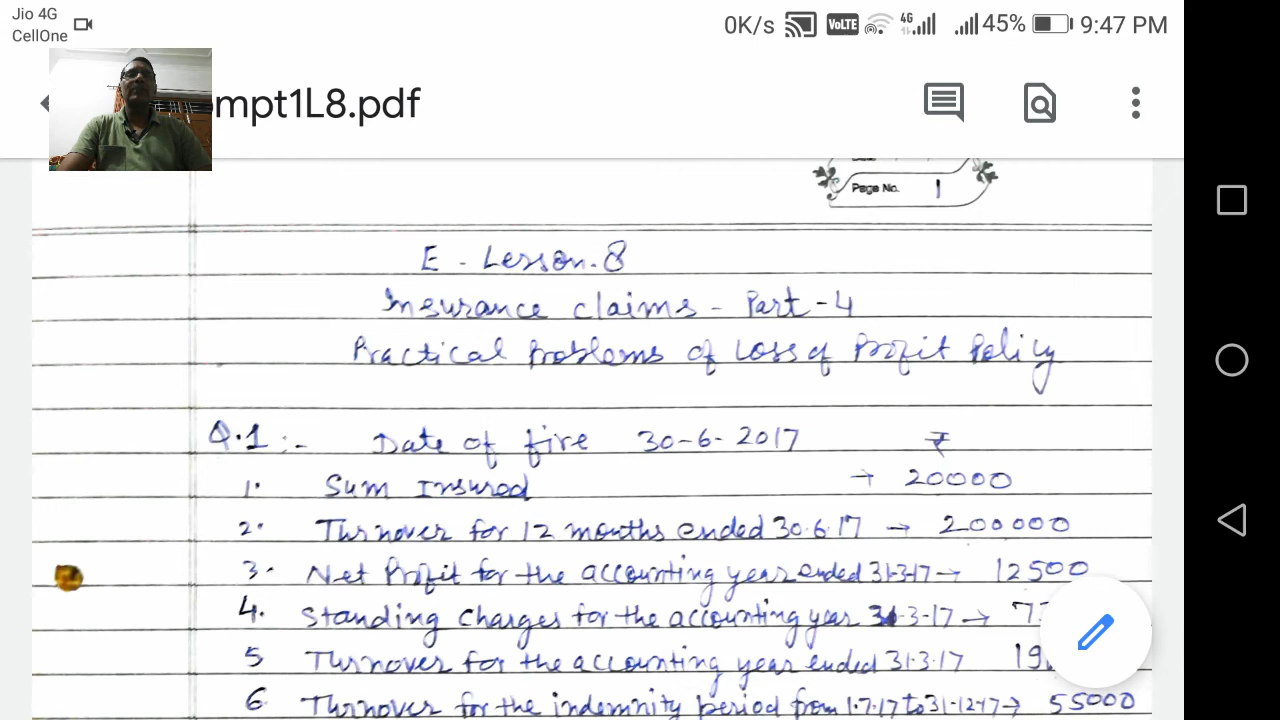 Jio 4G
CellOne
0K/s VoLTE 4G 45% 9:47 PM
mpt1L8.pdf
Page No. 1
E - Lesson-8
Insurance claims - Part-4
Practical Problems of Loss of Profit Policy
Q.1:- Date of fire 30-6-2017 ₹
1. Sum Insured → 20000
2. Turnover for 12 months ended 30.6.17 → 200000
3. Net Profit for the accounting year ended 31-3-17 → 12500
4. Standing Charges for the accounting year 31-3-17 → 7
5 Turnover for the accounting year ended 31.3.17 19
6. Turnover for the indemnity period from 1.7.17 to 31-12-17 → 55000